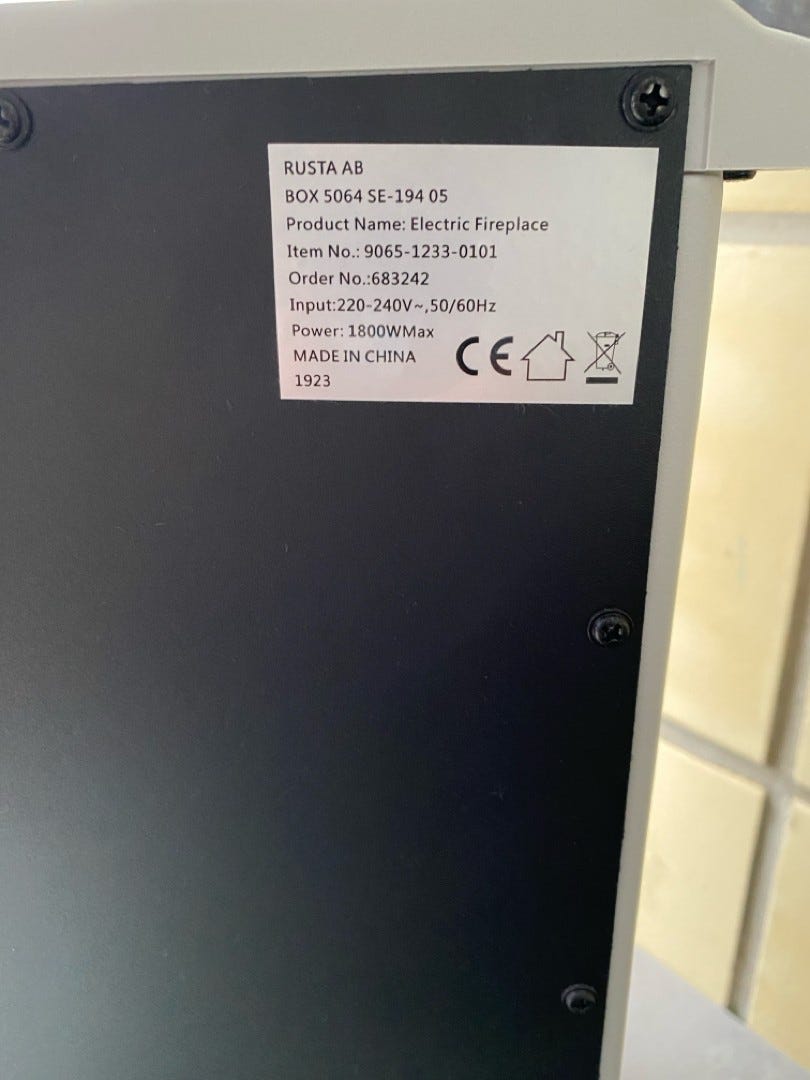 RUSTA AB
BOX 5064 SE-194 05
Product Name: Electric Fireplace
Item No.: 9065-1233-0101
Order No.:683242
Input:220-240V~,50/60Hz
Power: 1800WMax
MADE IN CHINA
1923
CE